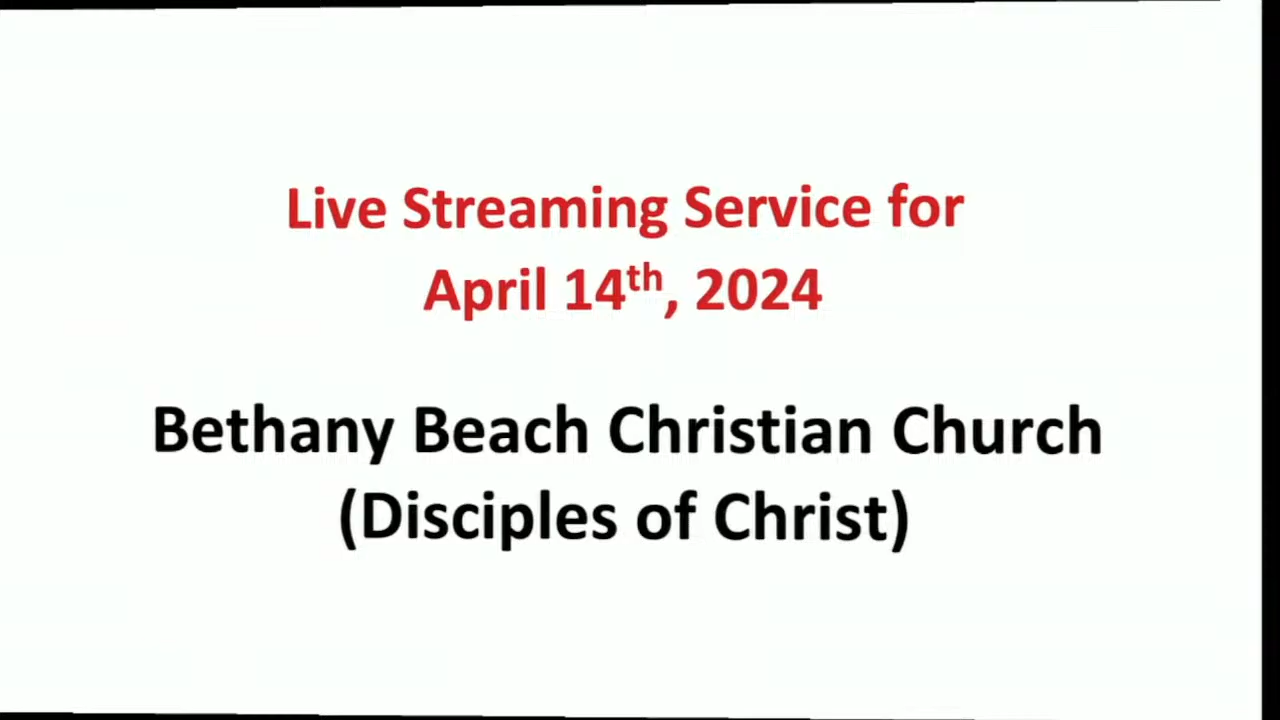 Live Streaming Service for
April 14th, 2024
Bethany Beach Christian Church
(Disciples of Christ)